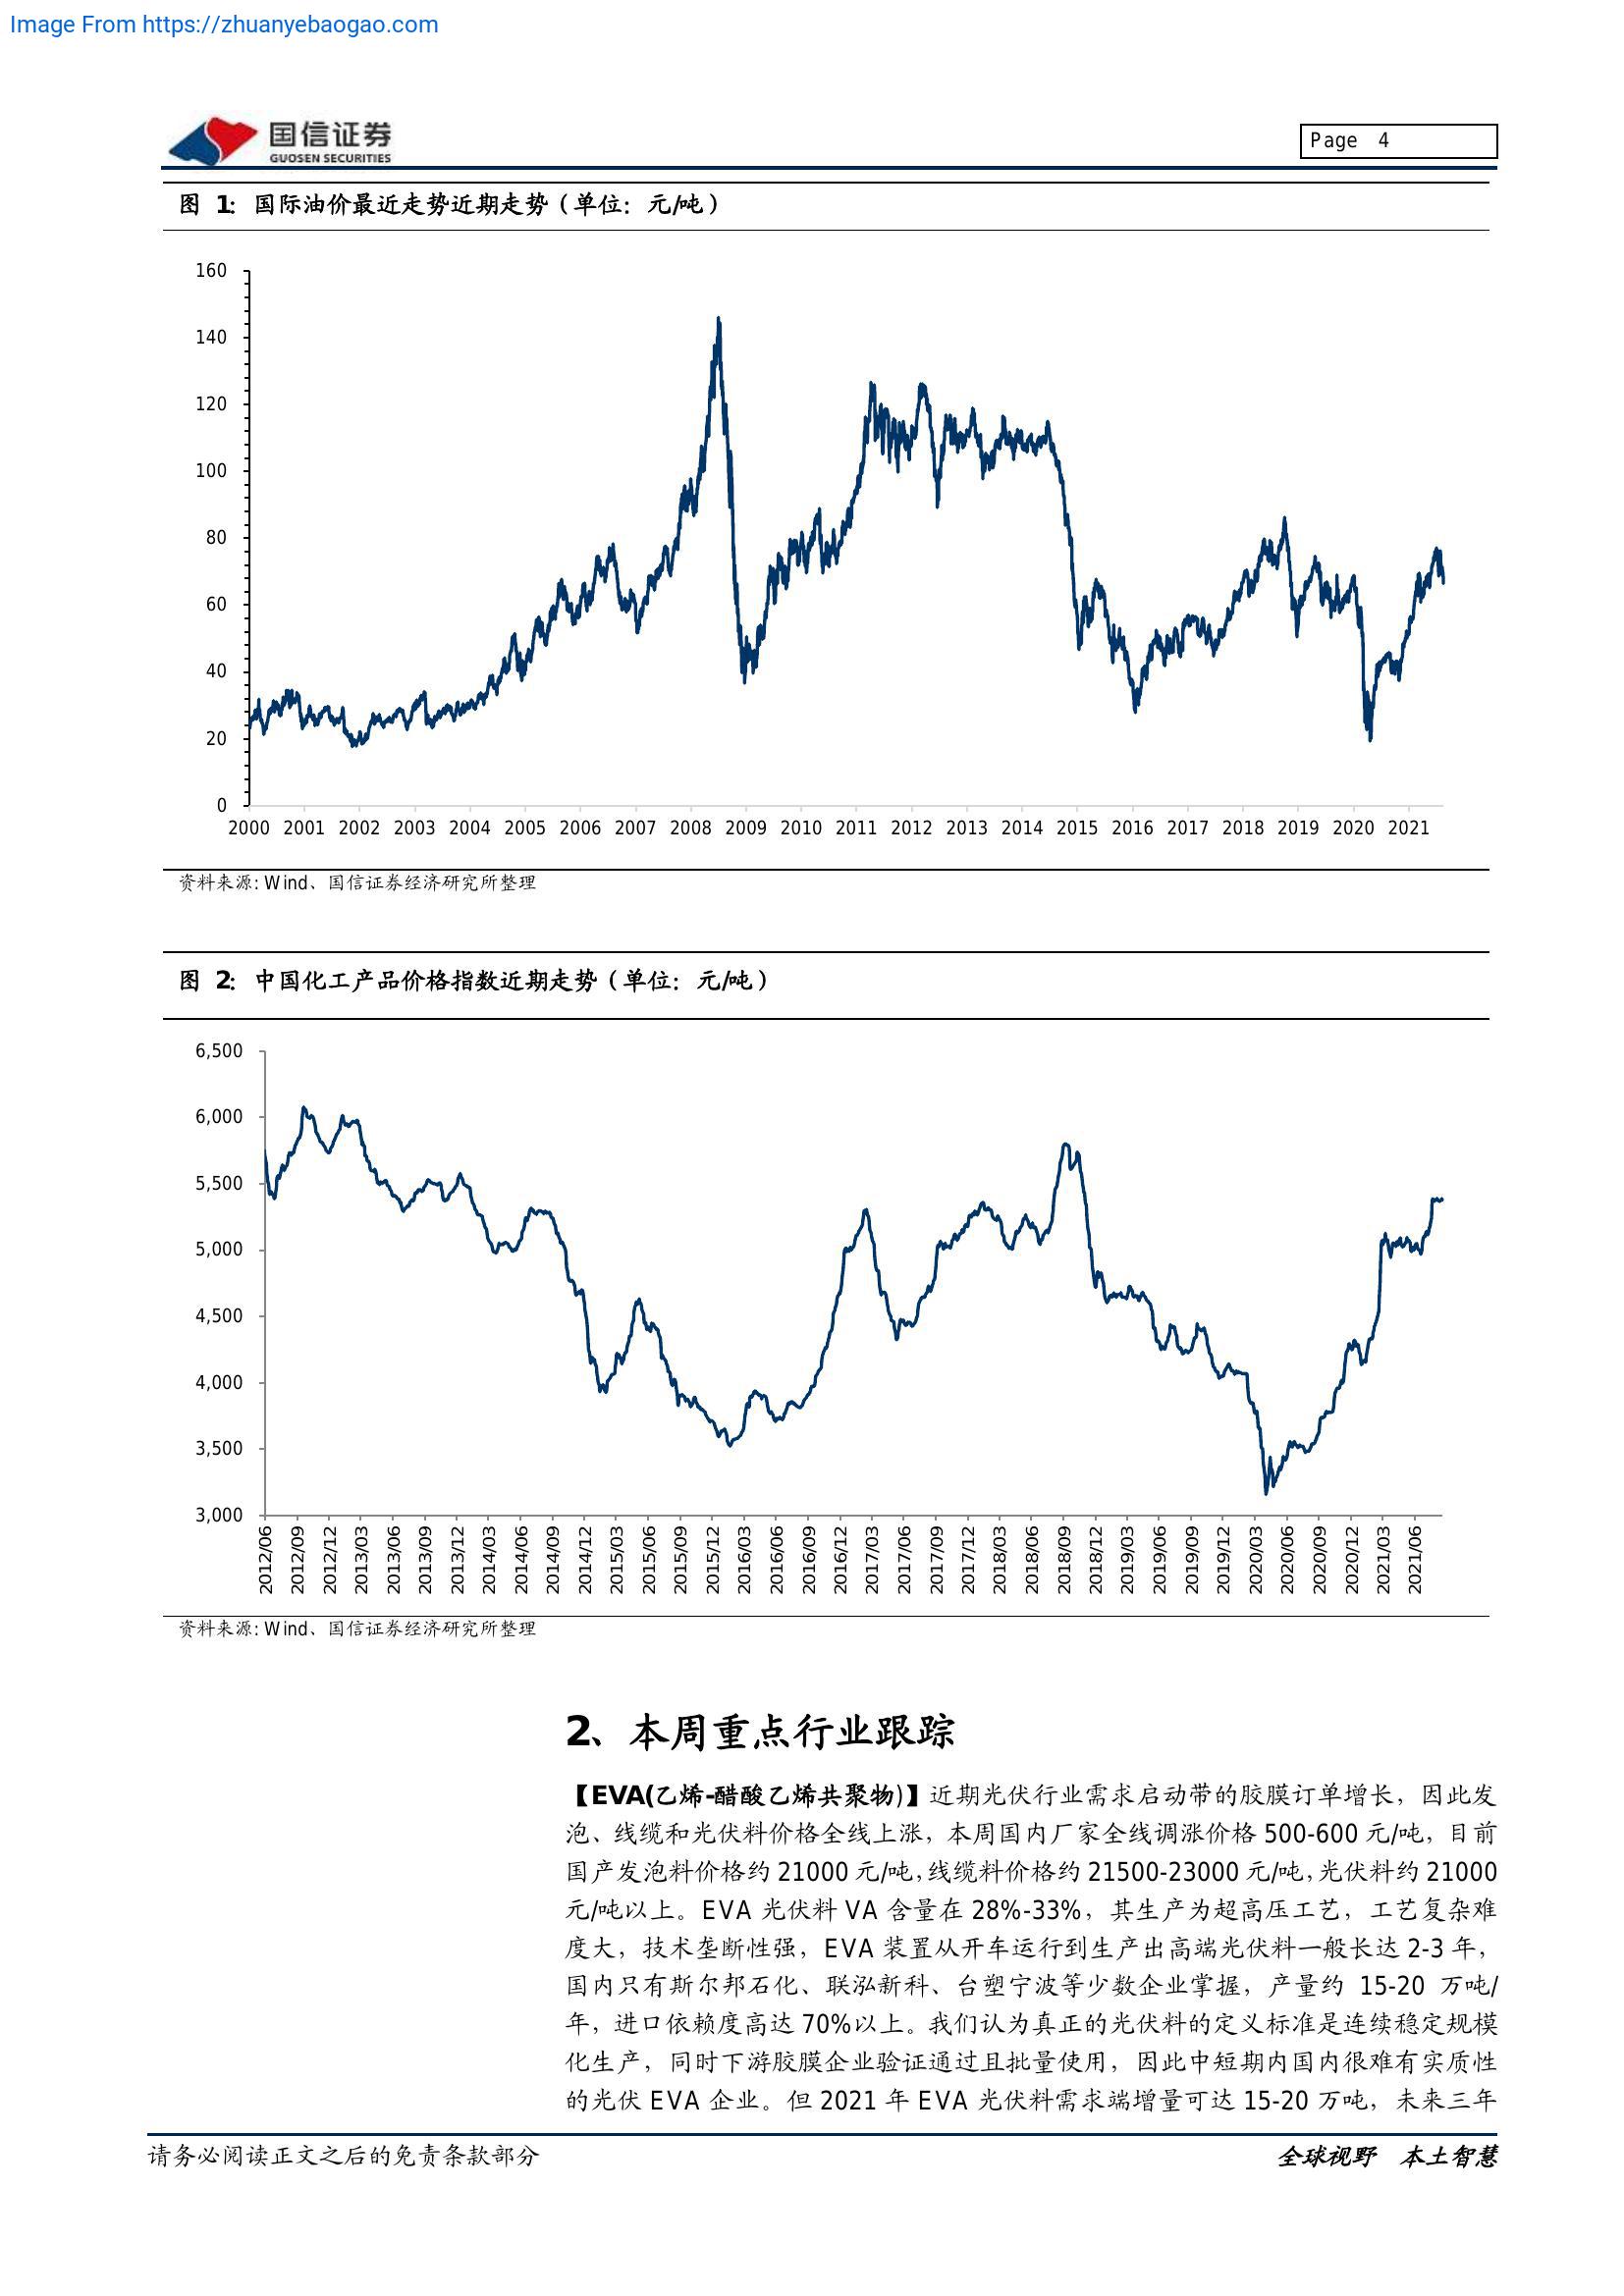 Image From https://zhuanyebaogao.com
国信证券
GUOSEN SECURITIES
Page 4
图 1：国际油价最近走势近期走势（单位：元/吨）
160
140
120
100
80
60
40
20
0
2000 2001 2002 2003 2004 2005 2006 2007 2008 2009 2010 2011 2012 2013 2014 2015 2016 2017 2018 2019 2020 2021
资料来源: Wind、国信证券经济研究所整理
图 2：中国化工产品价格指数近期走势（单位：元/吨）
6,500
6,000
5,500
5,000
4,500
4,000
3,500
3,000
2012/06 2012/09 2012/12 2013/03 2013/06 2013/09 2013/12 2014/03 2014/06 2014/09 2014/12 2015/03 2015/06 2015/09 2015/12 2016/03 2016/06 2016/09 2016/12 2017/03 2017/06 2017/09 2017/12 2018/03 2018/06 2018/09 2018/12 2019/03 2019/06 2019/09 2019/12 2020/03 2020/06 2020/09 2020/12 2021/03 2021/06
资料来源: Wind、国信证券经济研究所整理
2、本周重点行业跟踪
【EVA(乙烯-醋酸乙烯共聚物)】近期光伏行业需求启动带的胶膜订单增长，因此发
泡、线缆和光伏料价格全线上涨，本周国内厂家全线调涨价格 500-600 元/吨，目前
国产发泡料价格约 21000 元/吨，线缆料价格约 21500-23000 元/吨，光伏料约 21000
元/吨以上。EVA 光伏料 VA 含量在 28%-33%，其生产为超高压工艺，工艺复杂难
度大，技术垄断性强，EVA 装置从开车运行到生产出高端光伏料一般长达 2-3 年，
国内只有斯尔邦石化、联泓新科、台塑宁波等少数企业掌握，产量约 15-20 万吨/
年，进口依赖度高达 70%以上。我们认为真正的光伏料的定义标准是连续稳定规模
化生产，同时下游胶膜企业验证通过且批量使用，因此中短期内国内很难有实质性
的光伏 EVA 企业。但 2021 年 EVA 光伏料需求端增量可达 15-20 万吨，未来三年
请务必阅读正文之后的免责条款部分
全球视野 本土智慧